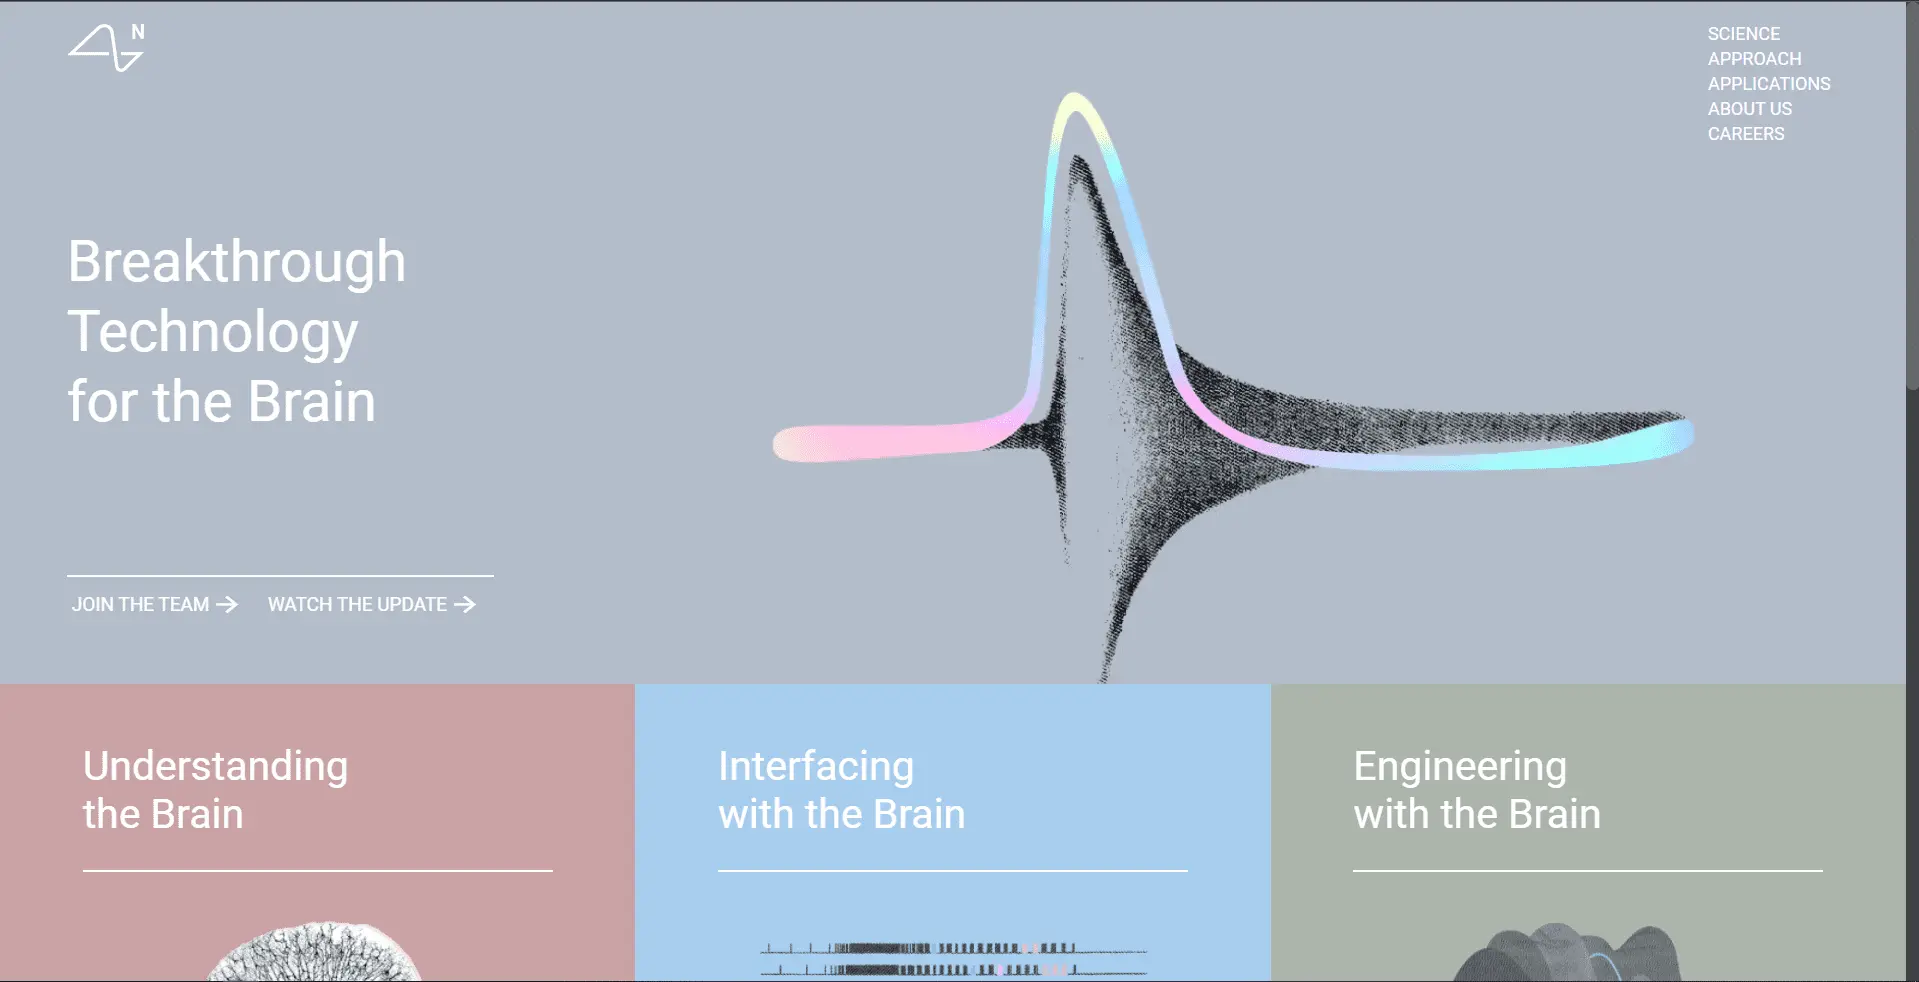 N
SCIENCE
APPROACH
APPLICATIONS
ABOUT US
CAREERS
Breakthrough
Technology
for the Brain
JOIN THE TEAM → WATCH THE UPDATE →
Understanding
the Brain
Interfacing
with the Brain
Engineering
with the Brain